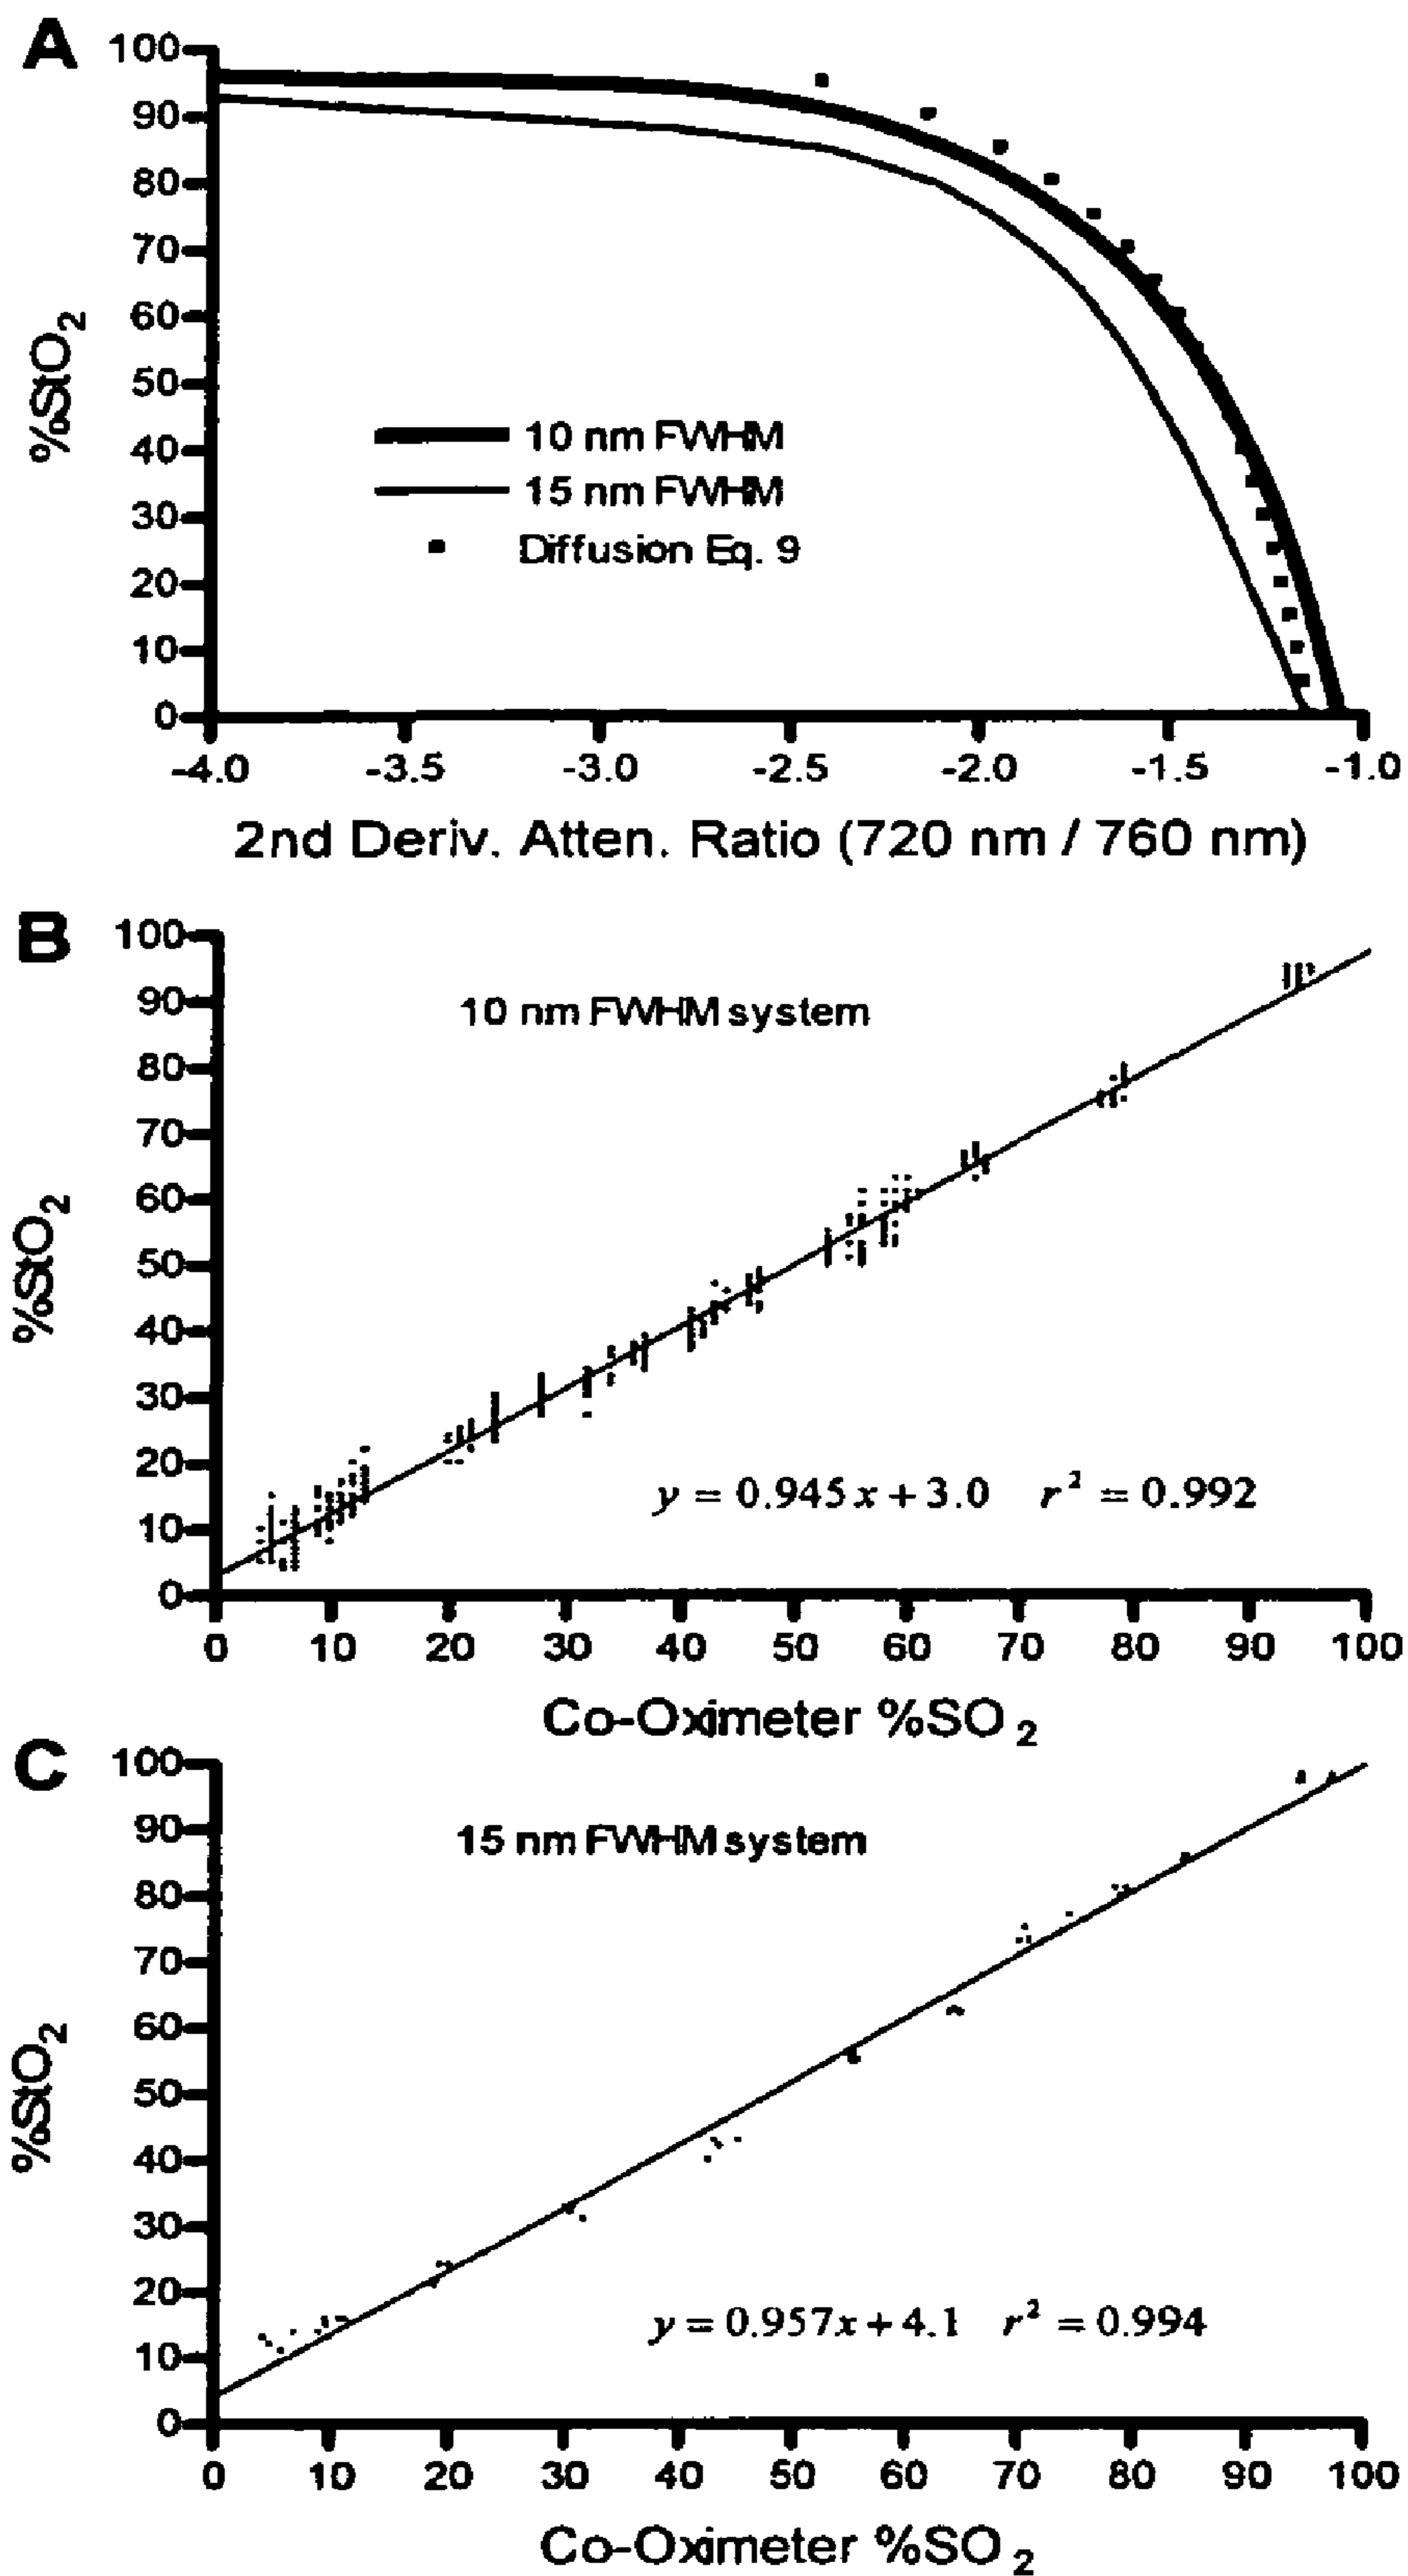 A
100
90
80
70
60
50
40
30
20
10
0
%StO2
10 nm FWHM
15 nm FWHM
Diffusion Eq. 9
-4.0 -3.5 -3.0 -2.5 -2.0 -1.5 -1.0
2nd Deriv. Atten. Ratio (720 nm / 760 nm)
B
100
90
80
70
60
50
40
30
20
10
0
%StO2
10 nm FWHM system
y = 0.945x + 3.0 r² = 0.992
0 10 20 30 40 50 60 70 80 90 100
Co-Oximeter %SO2
C
100
90
80
70
60
50
40
30
20
10
0
%StO2
15 nm FWHM system
y = 0.957x + 4.1 r² = 0.994
0 10 20 30 40 50 60 70 80 90 100
Co-Oximeter %SO2